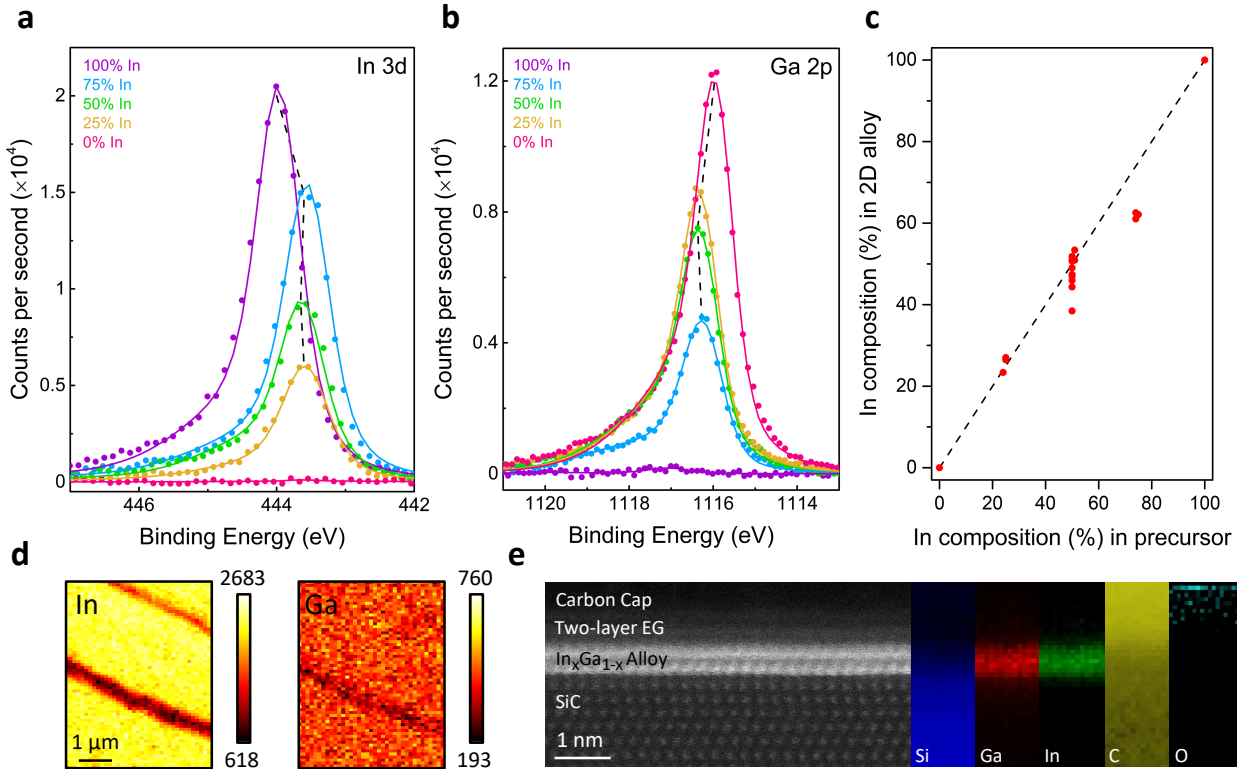 a
In 3d
100% In
75% In
50% In
25% In
0% In
2
1.5
1
0.5
0
446
444
442
Counts per second (×10⁴)
Binding Energy (eV)
b
Ga 2p
100% In
75% In
50% In
25% In
0% In
1.2
0.8
0.4
0
1120
1118
1116
1114
Counts per second (×10⁴)
Binding Energy (eV)
c
100
80
60
40
20
0
0
20
40
60
80
100
In composition (%) in 2D alloy
In composition (%) in precursor
d
In
1 μm
2683
618
Ga
760
193
e
Carbon Cap
Two-layer EG
InₓGa₁₋ₓ Alloy
SiC
1 nm
Si
Ga
In
C
O